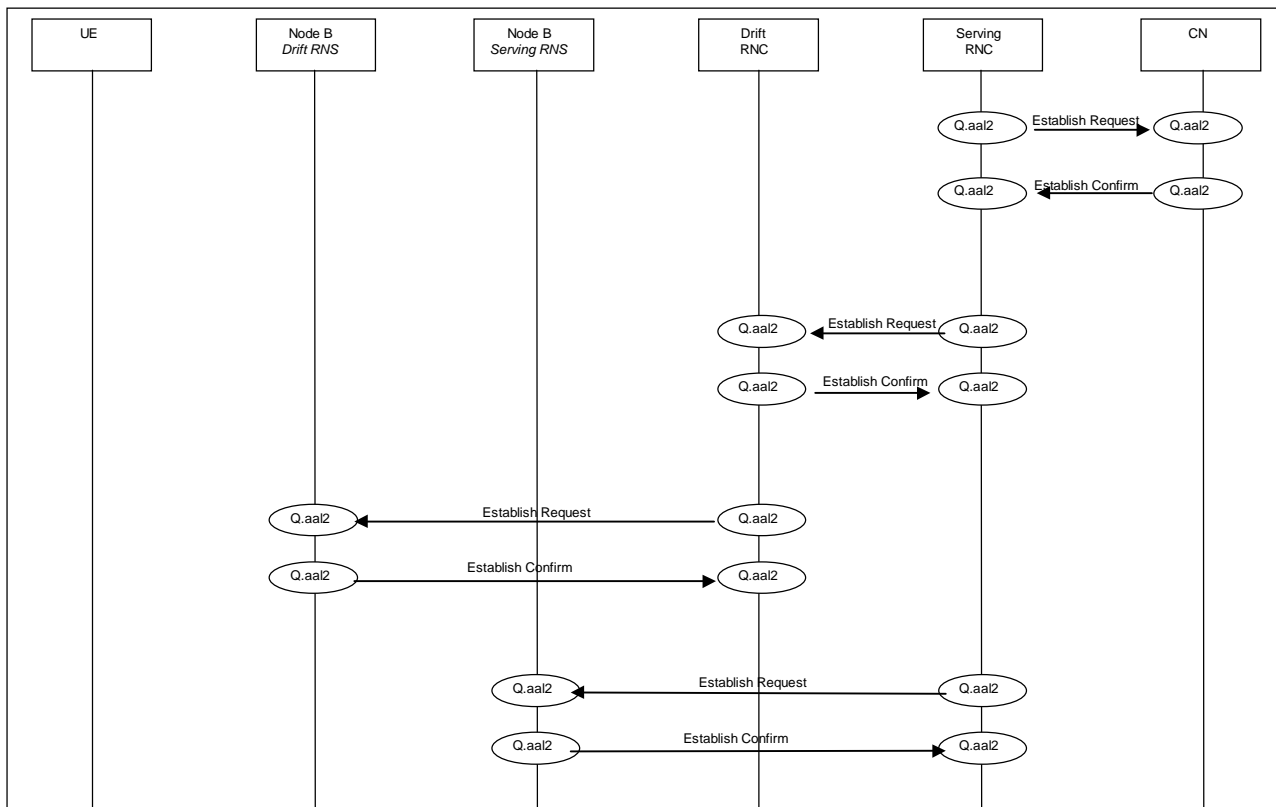 UE
Node B
Drift RNS
Node B
Serving RNS
Drift
RNC
Serving
RNC
CN
Q.aal2 Establish Request Q.aal2
Q.aal2 Establish Confirm Q.aal2
Q.aal2 Establish Request Q.aal2
Q.aal2 Establish Confirm Q.aal2
Q.aal2 Establish Request Q.aal2
Q.aal2 Establish Confirm Q.aal2
Q.aal2 Establish Request Q.aal2
Q.aal2 Establish Confirm Q.aal2